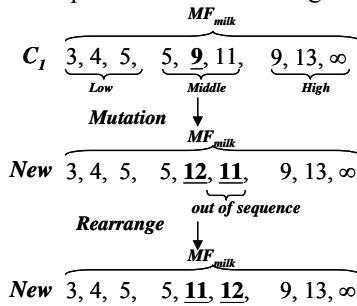 MF_milk
C_1 3, 4, 5, 5, 9, 11, 9, 13, ∞
Low Middle High
Mutation
MF_milk
New 3, 4, 5, 5, 12, 11, 9, 13, ∞
out of sequence
Rearrange
MF_milk
New 3, 4, 5, 5, 11, 12, 9, 13, ∞